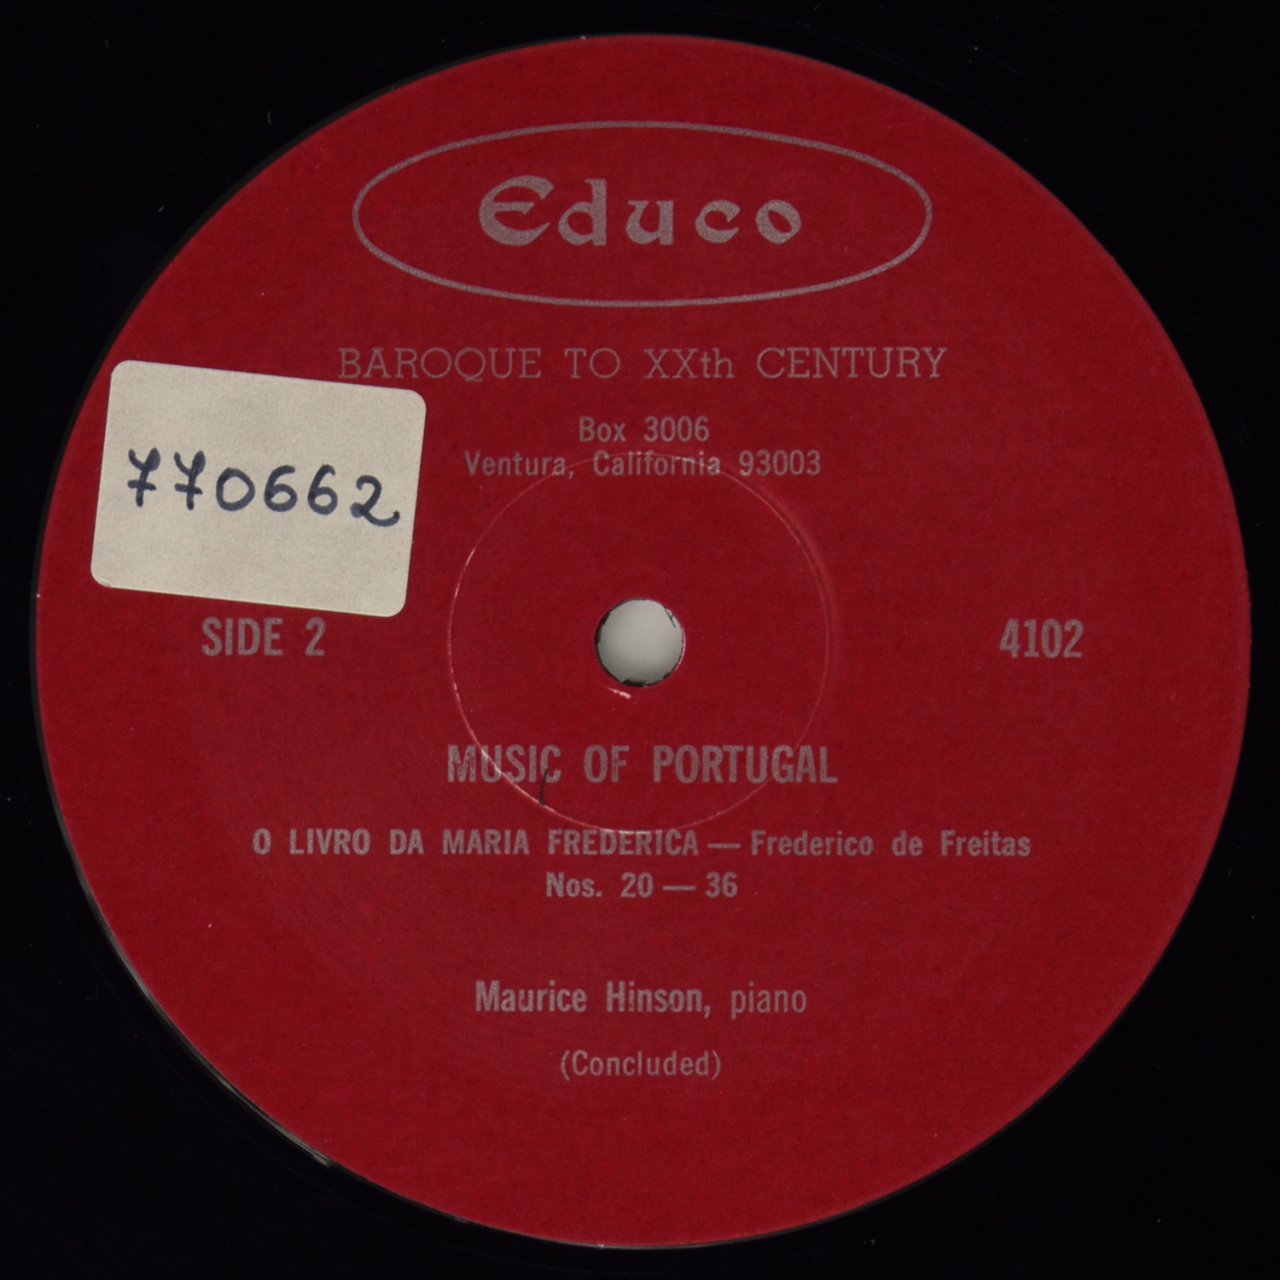 Educo
BAROQUE TO XXth CENTURY
Box 3006
Ventura, California 93003
770662
SIDE 2
4102
MUSIC OF PORTUGAL
O LIVRO DA MARIA FREDERICA — Frederico de Freitas
Nos. 20 — 36
Maurice Hinson, piano
(Concluded)